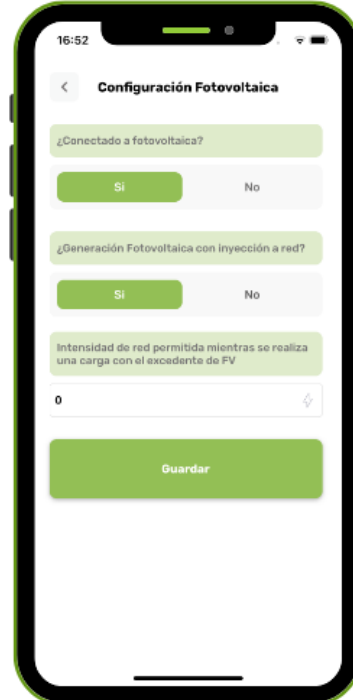 16:52
Configuración Fotovoltaica
¿Conectado a fotovoltaica?
Si
No
¿Generación Fotovoltaica con inyección a red?
Si
No
Intensidad de red permitida mientras se realiza
una carga con el excedente de FV
0
Guardar